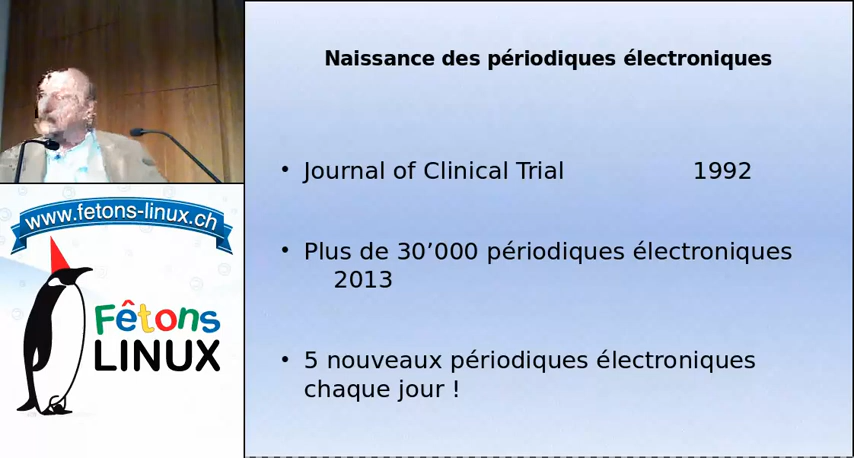 Naissance des périodiques électroniques
• Journal of Clinical Trial 1992
• Plus de 30’000 périodiques électroniques
2013
• 5 nouveaux périodiques électroniques
chaque jour !
www.fetons-linux.ch
Fêtons
LINUX